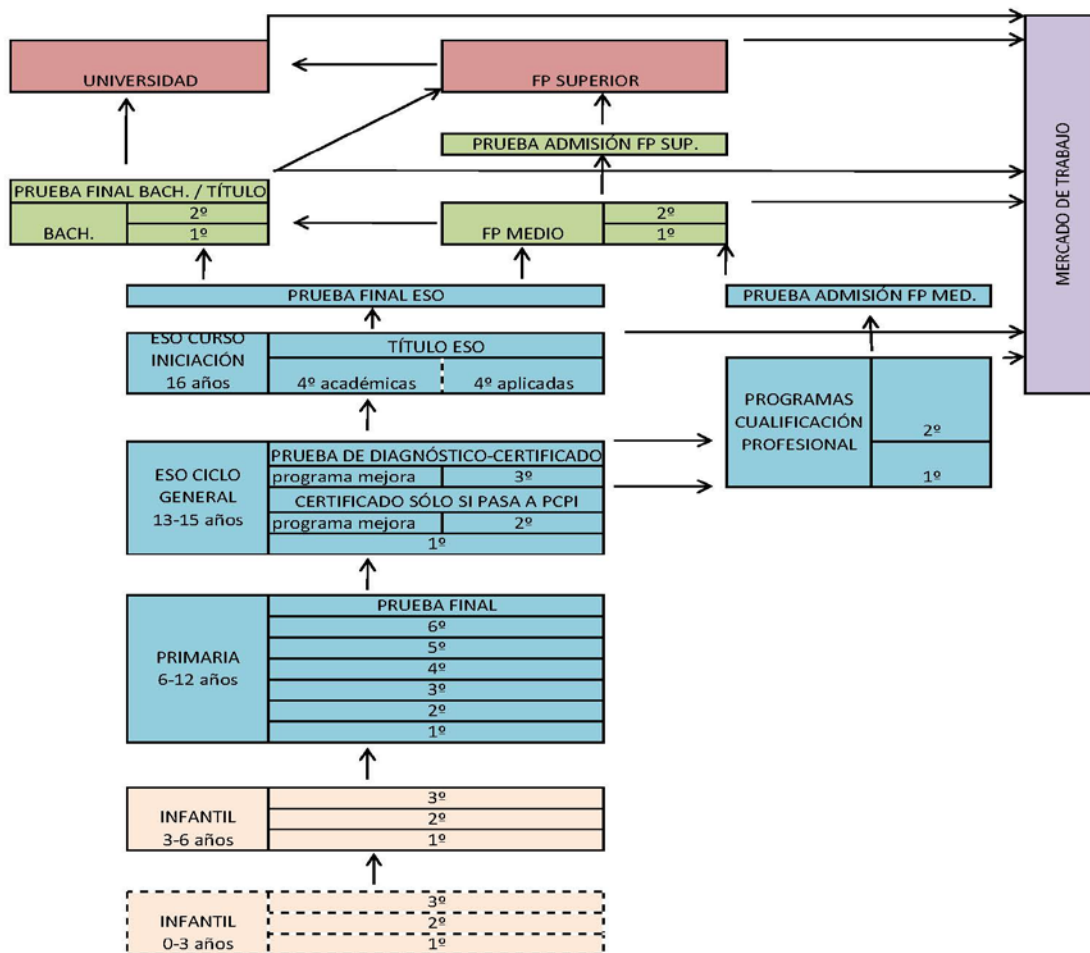 UNIVERSIDAD
FP SUPERIOR
MERCADO DE TRABAJO
PRUEBA ADMISIÓN FP SUP.
PRUEBA FINAL BACH. / TÍTULO
BACH.
2º
1º
FP MEDIO
2º
1º
PRUEBA FINAL ESO
PRUEBA ADMISIÓN FP MED.
ESO CURSO
INICIACIÓN
16 años
TÍTULO ESO
4º académicas
4º aplicadas
PROGRAMAS
CUALIFICACIÓN
PROFESIONAL
2º
1º
ESO CICLO
GENERAL
13-15 años
PRUEBA DE DIAGNÓSTICO-CERTIFICADO
programa mejora
3º
CERTIFICADO SÓLO SI PASA A PCPI
programa mejora
2º
1º
PRIMARIA
6-12 años
PRUEBA FINAL
6º
5º
4º
3º
2º
1º
INFANTIL
3-6 años
3º
2º
1º
INFANTIL
0-3 años
3º
2º
1º